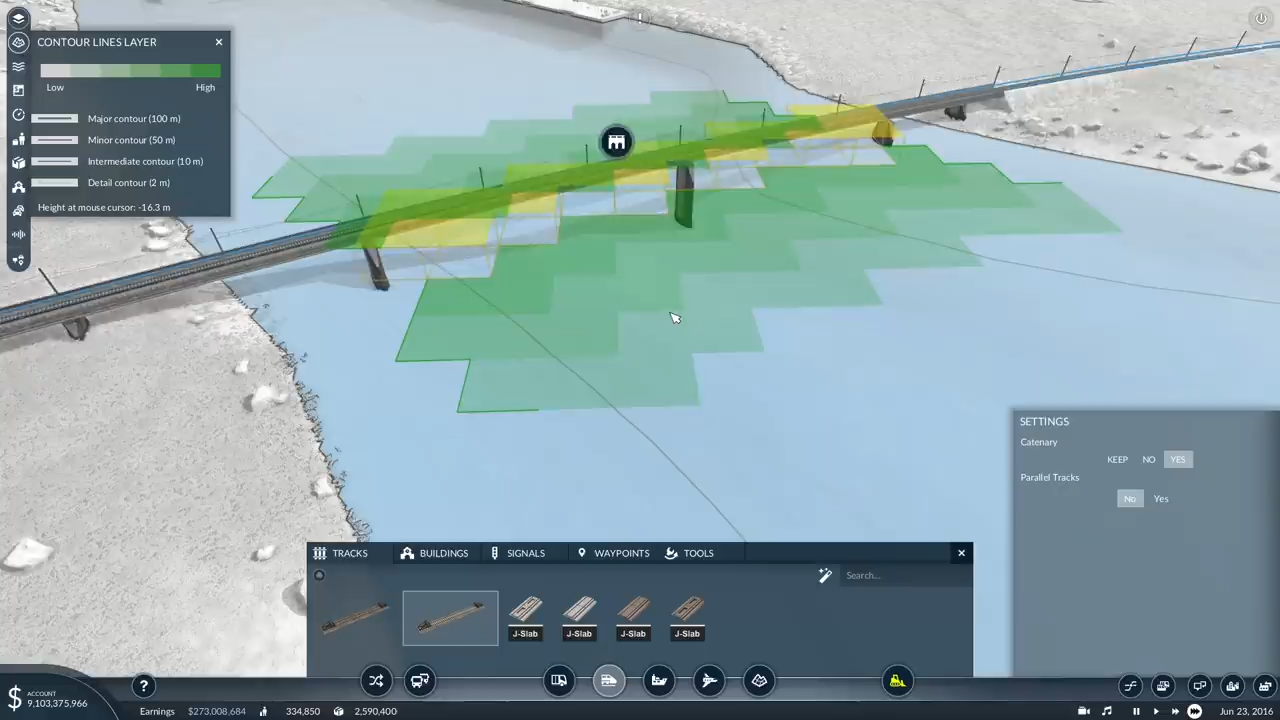 CONTOUR LINES LAYER
Low High
Major contour (100 m)
Minor contour (50 m)
Intermediate contour (10 m)
Detail contour (2 m)
Height at mouse cursor: -16.3 m
SETTINGS
Catenary
KEEP NO YES
Parallel Tracks
No Yes
TRACKS BUILDINGS SIGNALS WAYPOINTS TOOLS
Search...
J-Slab J-Slab J-Slab J-Slab
$ ACCOUNT
9,103,375,966
?
Earnings $273,008,684 334,850 2,590,400 Jun 23, 2016